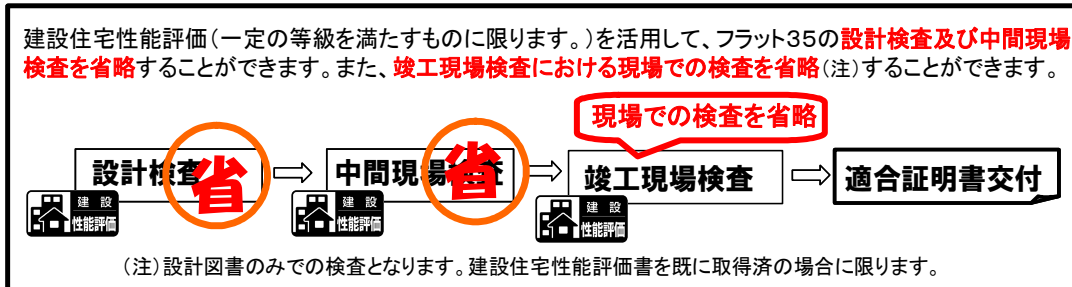 建設住宅性能評価(一定の等級を満たすものに限ります。)を活用して、フラット35の設計検査及び中間現場
検査を省略することができます。また、竣工現場検査における現場での検査を省略(注)することができます。
現場での検査を省略
設計検査
省
⇨
中間現場検査
省
⇨
竣工現場検査
⇨
適合証明書交付
建設
性能評価
建設
性能評価
建設
性能評価
(注)設計図書のみでの検査となります。建設住宅性能評価書を既に取得済の場合に限ります。